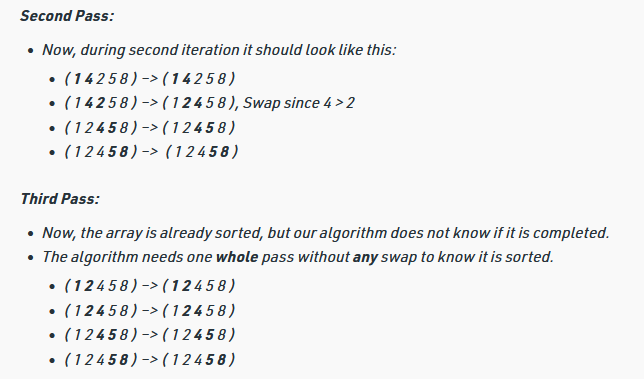 Second Pass:
• Now, during second iteration it should look like this:
• ( 1 4 2 5 8 ) –> ( 1 4 2 5 8 )
• ( 1 4 2 5 8 ) –> ( 1 2 4 5 8 ), Swap since 4 > 2
• ( 1 2 4 5 8 ) –> ( 1 2 4 5 8 )
• ( 1 2 4 5 8 ) –> ( 1 2 4 5 8 )
Third Pass:
• Now, the array is already sorted, but our algorithm does not know if it is completed.
• The algorithm needs one whole pass without any swap to know it is sorted.
• ( 1 2 4 5 8 ) –> ( 1 2 4 5 8 )
• ( 1 2 4 5 8 ) –> ( 1 2 4 5 8 )
• ( 1 2 4 5 8 ) –> ( 1 2 4 5 8 )
• ( 1 2 4 5 8 ) –> ( 1 2 4 5 8 )